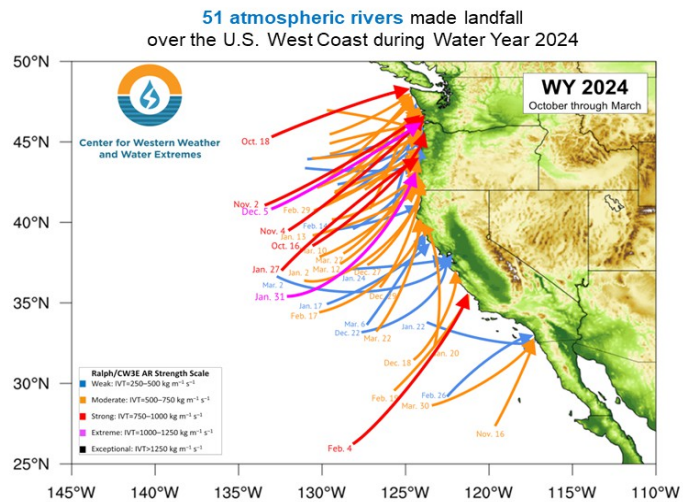 51 atmospheric rivers made landfall
over the U.S. West Coast during Water Year 2024
50°N
45°N
40°N
35°N
30°N
25°N
Center for Western Weather
and Water Extremes
WY 2024
October through March
Oct. 18
Nov. 2
Dec. 5
Feb. 29
Feb. 14
Nov. 4
Jan. 13
Oct. 16
Mar. 10
Mar. 27
Jan. 27
Jan. 2
Mar. 12
Dec. 27
Jan. 24
Mar. 2
Jan. 31
Dec. 29
Jan. 17
Feb. 17
Mar. 6
Dec. 22
Mar. 22
Jan. 22
Dec. 18
Jan. 20
Feb. 26
Mar. 30
Nov. 16
Feb. 4
Ralph/CW3E AR Strength Scale
Weak: IVT=250–500 kg m⁻¹ s⁻¹
Moderate: IVT=500–750 kg m⁻¹ s⁻¹
Strong: IVT=750–1000 kg m⁻¹ s⁻¹
Extreme: IVT=1000–1250 kg m⁻¹ s⁻¹
Exceptional: IVT>1250 kg m⁻¹ s⁻¹
145°W 140°W 135°W 130°W 125°W 120°W 115°W 110°W